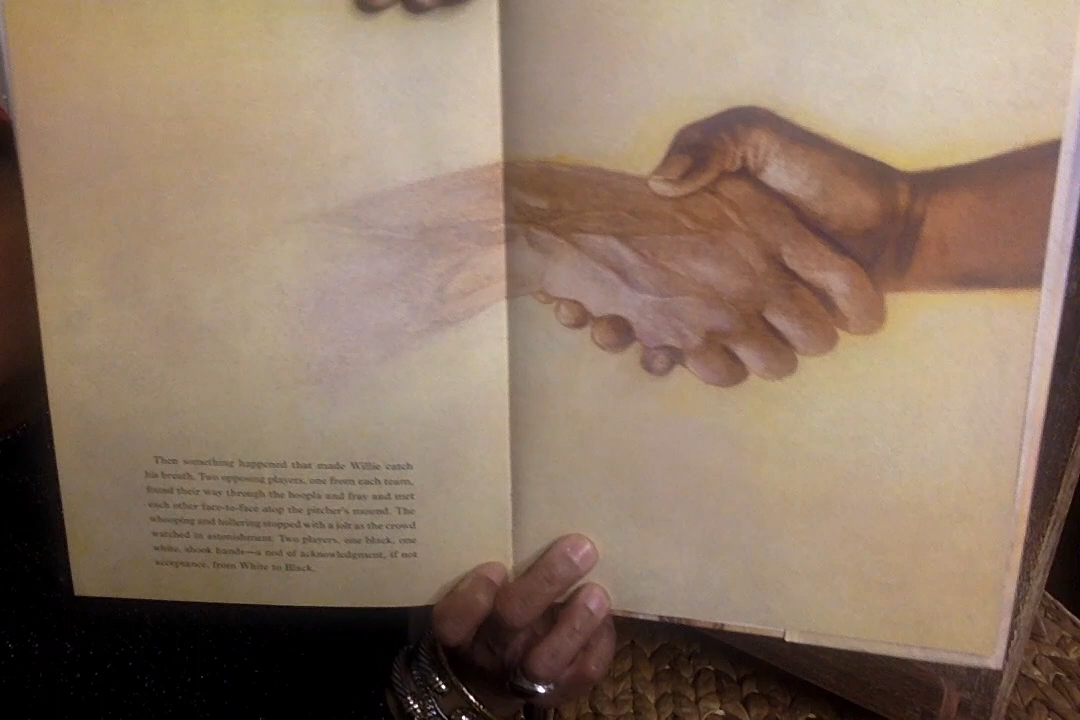 Then something happened that made Willie catch
his breath. Two opposing players, one from each team,
found their way through the hoopla and fray and met
each other face-to-face atop the pitcher's mound. The
whooping and hollering stopped with a jolt as the crowd
watched in astonishment. Two players, one black, one
white, shook hands—a nod of acknowledgment, if not
acceptance, from White to Black.